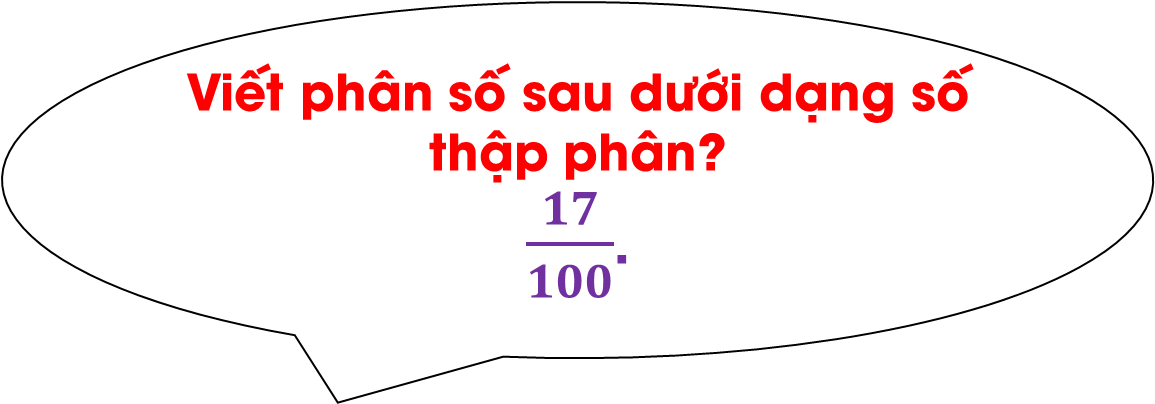 Viết phân số sau dưới dạng số
thập phân?
17
100.